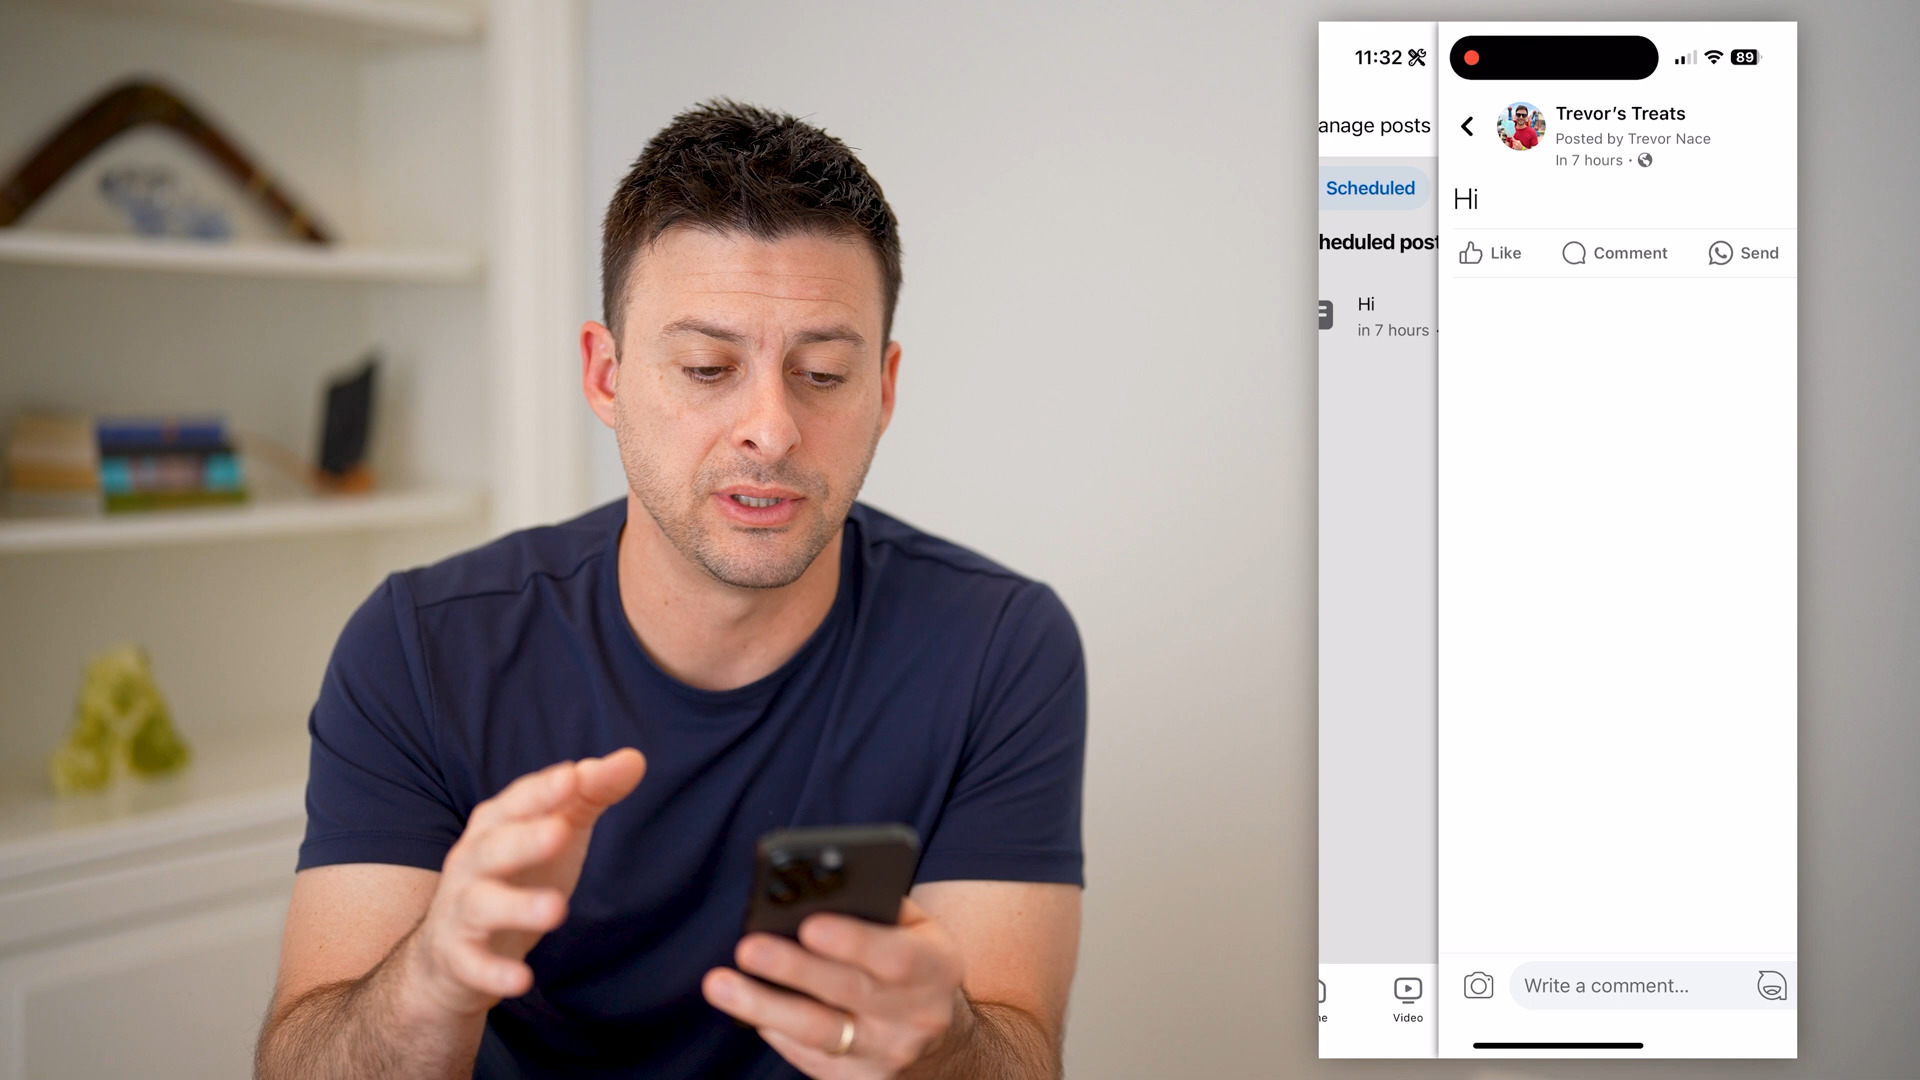 11:32
89
anage posts
Scheduled
heduled post
Hi
in 7 hours ·
ne
Video
Trevor's Treats
Posted by Trevor Nace
In 7 hours ·
Hi
Like
Comment
Send
Write a comment...